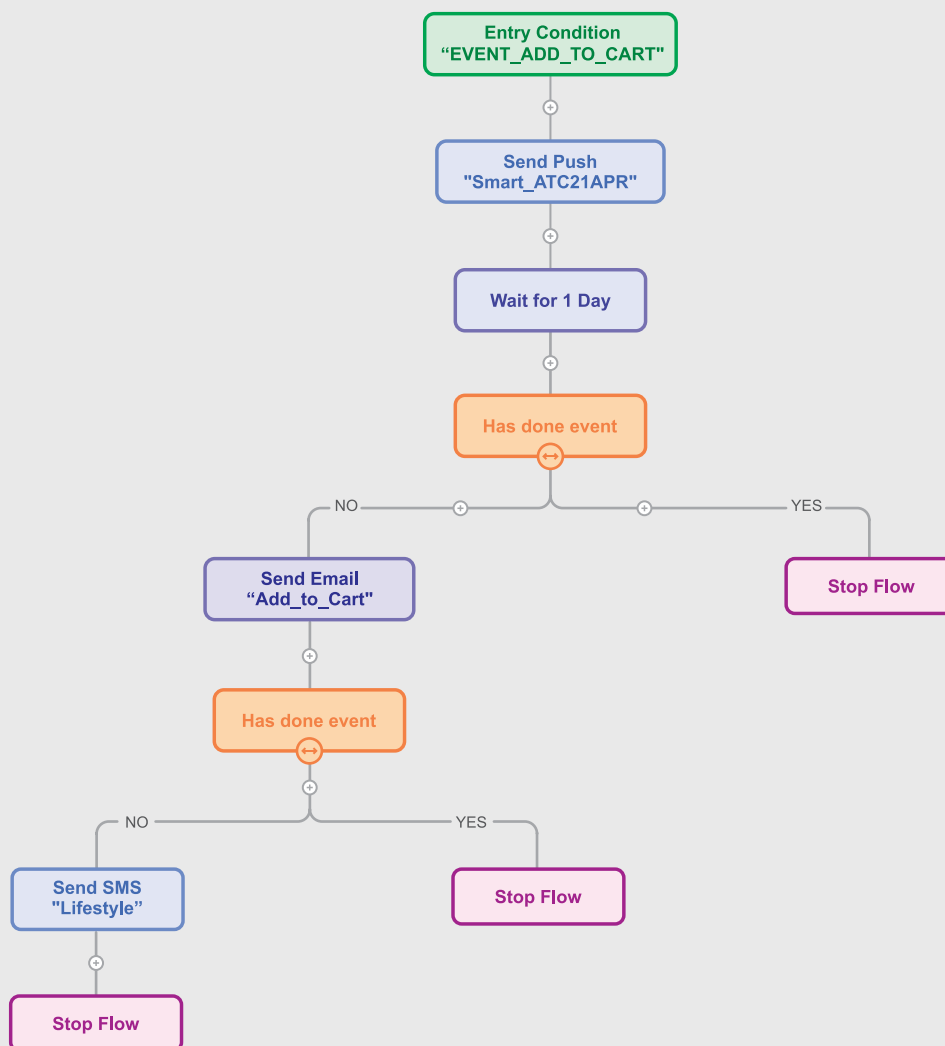 Entry Condition
“EVENT_ADD_TO_CART"
Send Push
"Smart_ATC21APR"
Wait for 1 Day
Has done event
NO
YES
Send Email
“Add_to_Cart"
Stop Flow
Has done event
NO
YES
Send SMS
"Lifestyle”
Stop Flow
Stop Flow